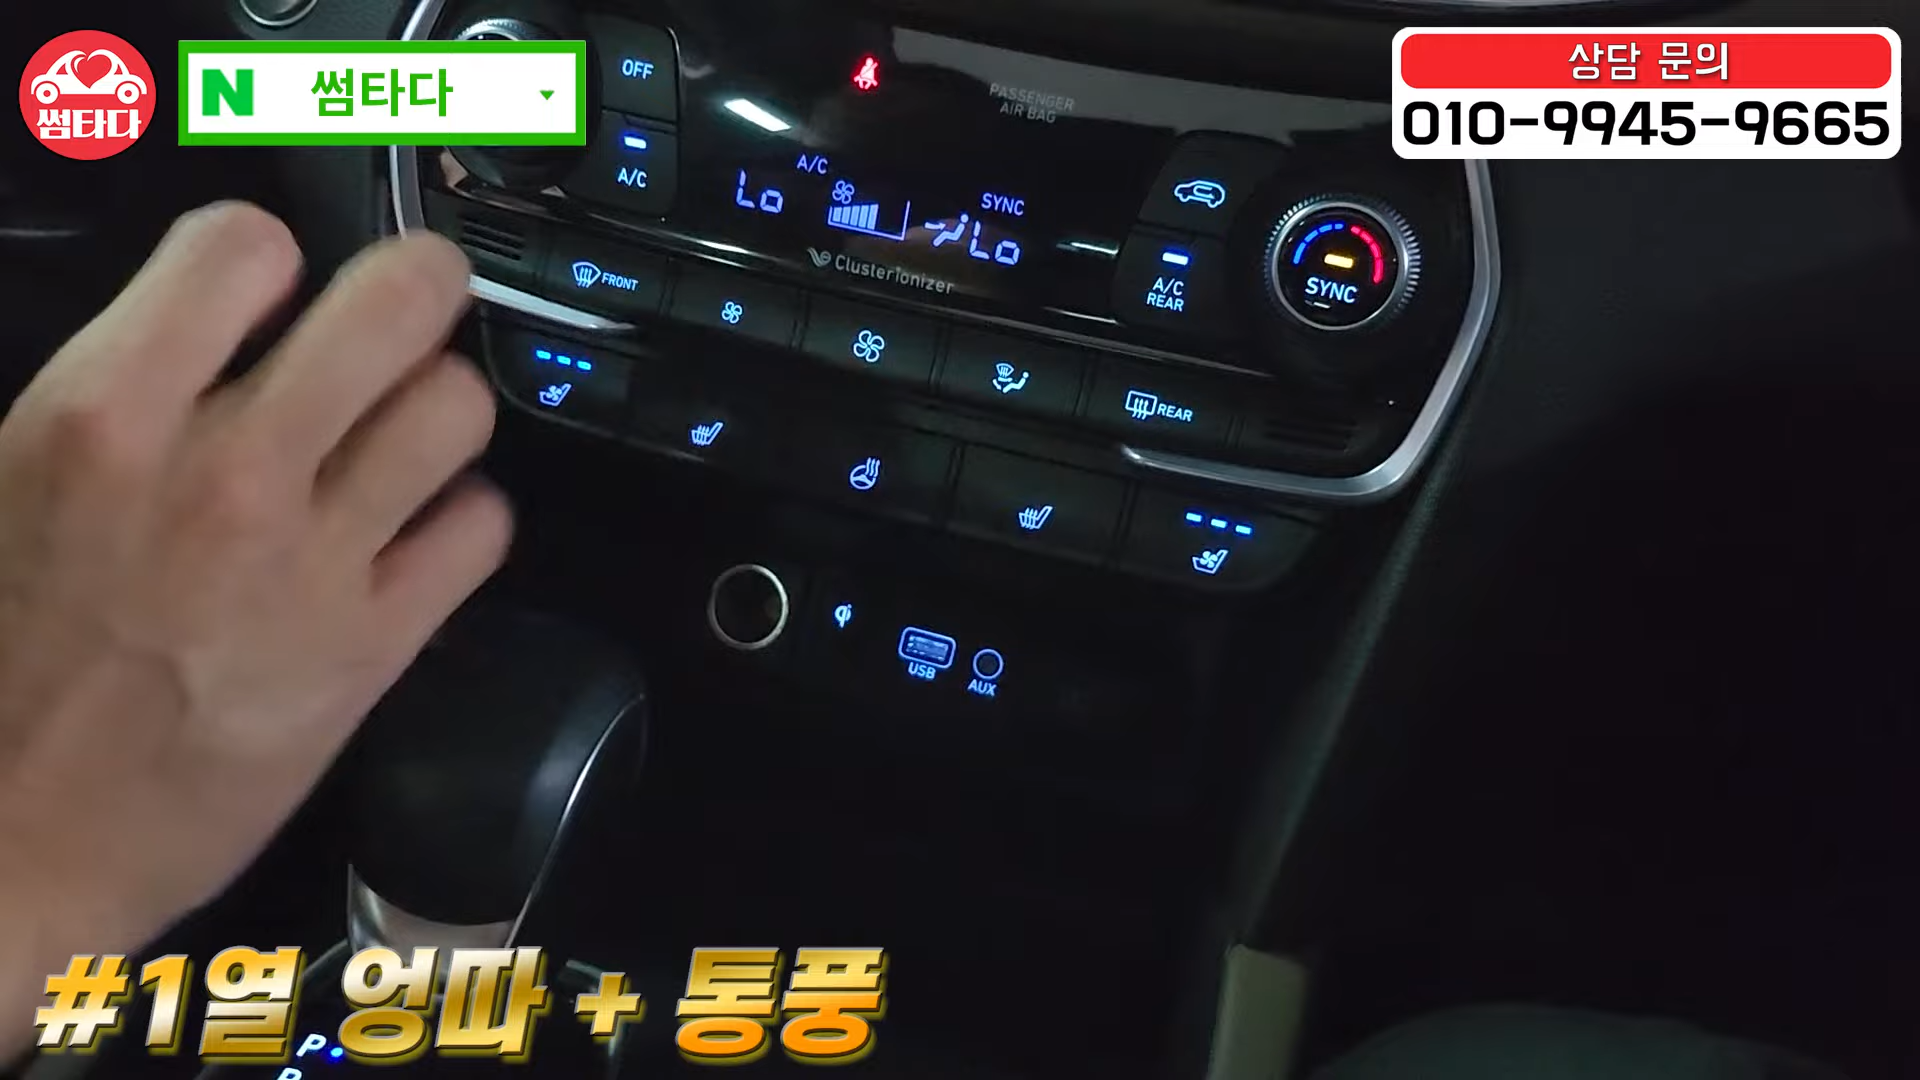 썸타다
N 썸타다
상담 문의
010-9945-9665
OFF
A/C
PASSENGER
AIR BAG
A/C
Lo
SYNC
Lo
Clusterionizer
A/C
REAR
SYNC
FRONT
REAR
USB
AUX
#1열 엉따 + 통풍
P
R